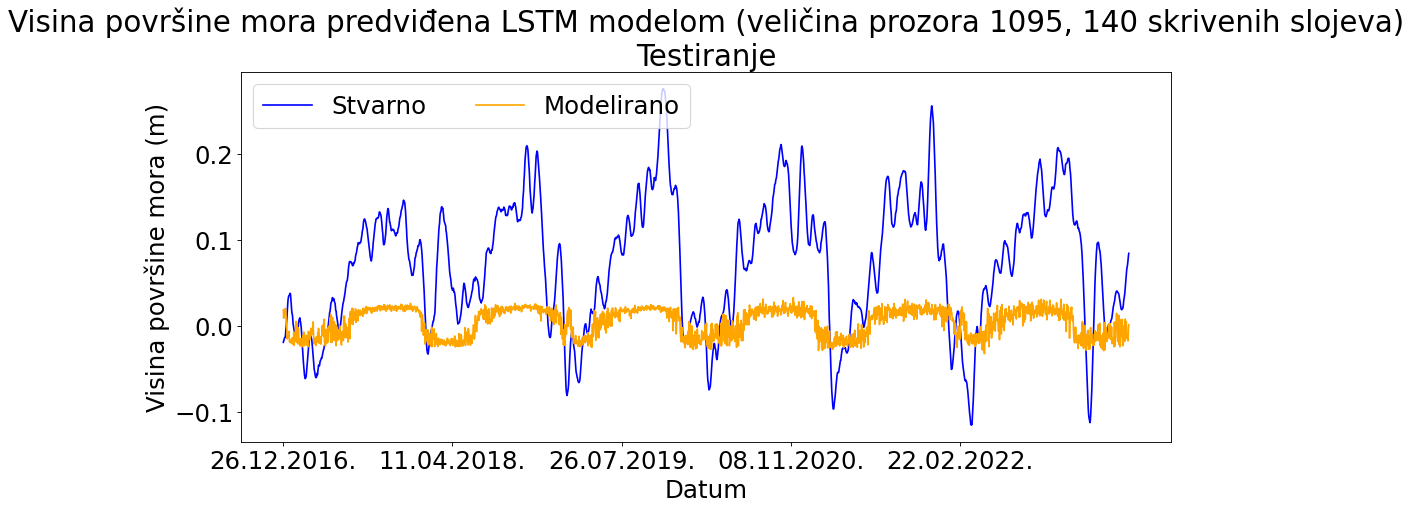 Visina površine mora predviđena LSTM modelom (veličina prozora 1095, 140 skrivenih slojeva)
Testiranje
Stvarno
Modelirano
Visina površine mora (m)
0.2
0.1
0.0
−0.1
26.12.2016.
11.04.2018.
26.07.2019.
08.11.2020.
22.02.2022.
Datum